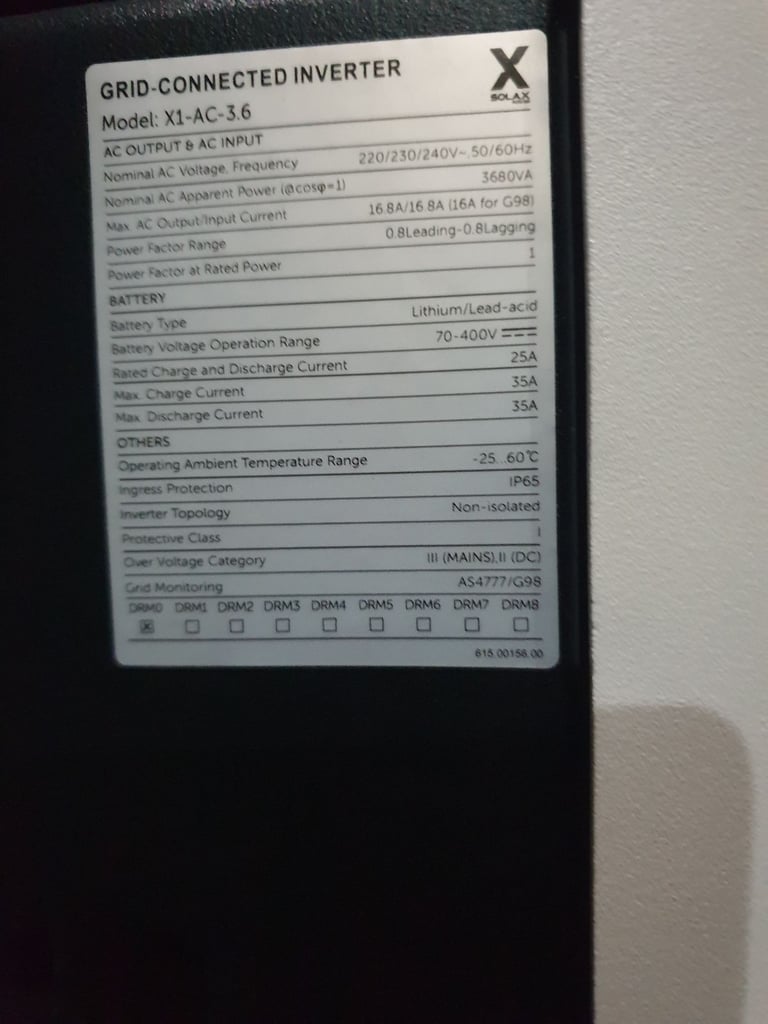 GRID-CONNECTED INVERTER
X
SOLAX
Model: X1-AC-3.6
AC OUTPUT & AC INPUT
Nominal AC Voltage, Frequency 220/230/240V~,50/60Hz
Nominal AC Apparent Power (@cosφ=1) 3680VA
Max. AC Output/Input Current 16.8A/16.8A (16A for G98)
Power Factor Range 0.8Leading-0.8Lagging
Power Factor at Rated Power 1
BATTERY
Battery Type Lithium/Lead-acid
Battery Voltage Operation Range 70-400V
Rated Charge and Discharge Current 25A
Max. Charge Current 35A
Max. Discharge Current 35A
OTHERS
Operating Ambient Temperature Range -25...60℃
Ingress Protection IP65
Inverter Topology Non-isolated
Protective Class I
Over Voltage Category III (MAINS),II (DC)
Grid Monitoring AS4777/G98
DRM0 DRM1 DRM2 DRM3 DRM4 DRM5 DRM6 DRM7 DRM8
615.00156.00